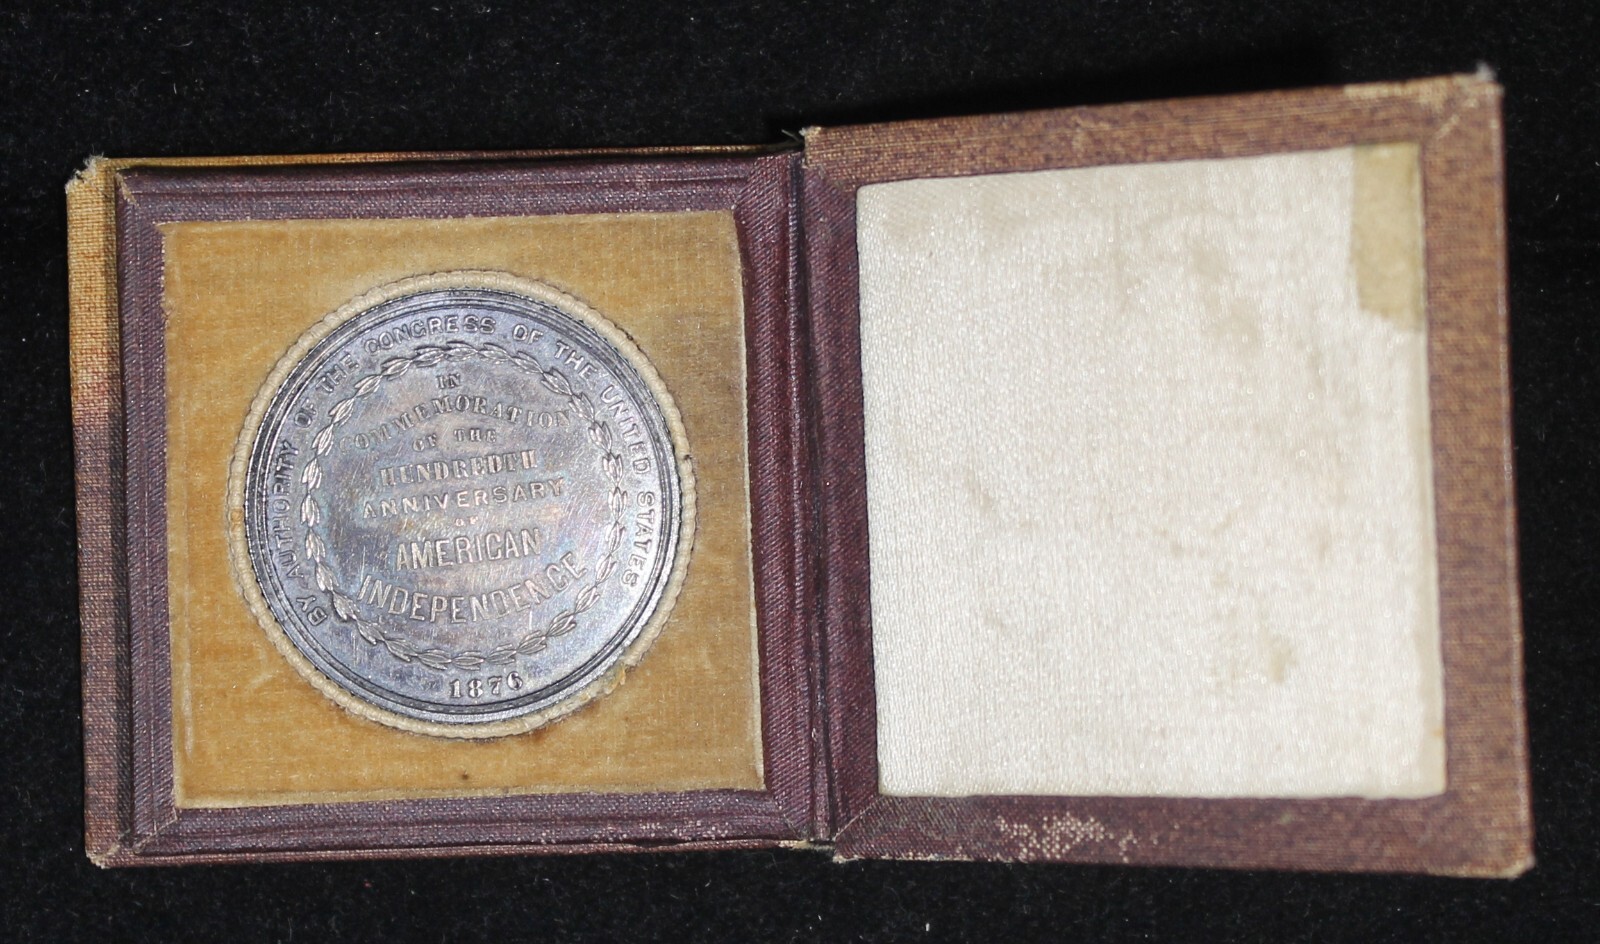 BY AUTHORITY OF THE CONGRESS OF THE UNITED STATES
IN
COMMEMORATION
OF THE
HUNDREDTH
ANNIVERSARY
OF
AMERICAN
INDEPENDENCE
1876